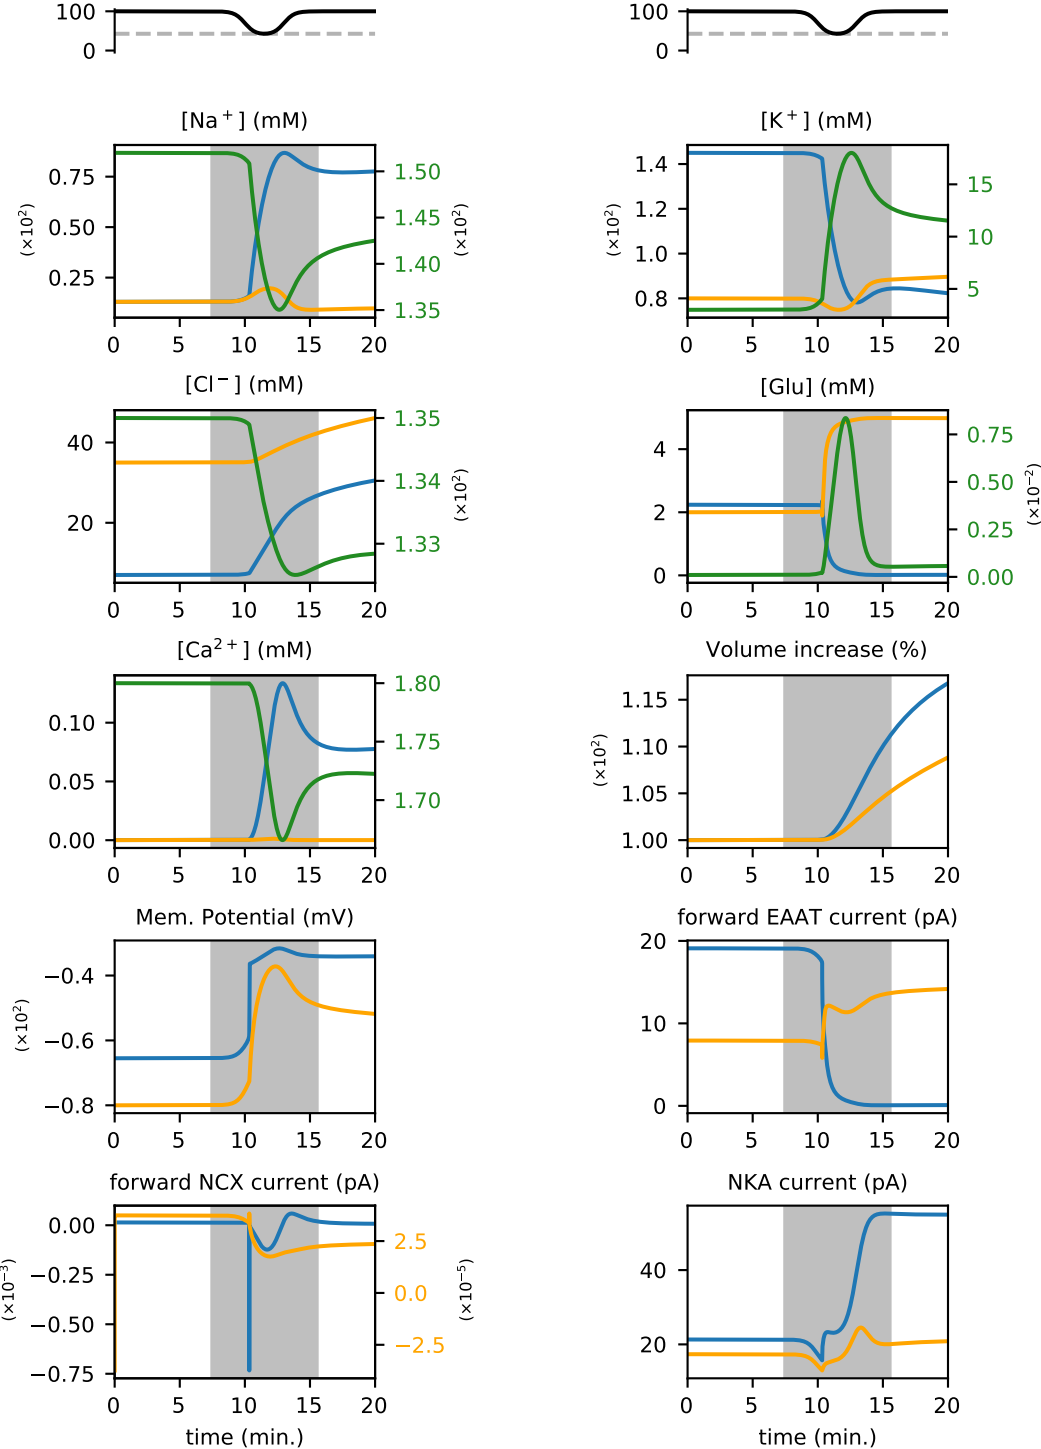 100
0
100
0
[Na+] (mM)
0.75
0.50
0.25
(×10²)
1.50
1.45
1.40
1.35
(×10²)
0 5 10 15 20
[K+] (mM)
1.4
1.2
1.0
0.8
(×10²)
15
10
5
0 5 10 15 20
[Cl−] (mM)
40
20
1.35
1.34
1.33
(×10²)
0 5 10 15 20
[Glu] (mM)
4
2
0
0.75
0.50
0.25
0.00
(×10⁻²)
0 5 10 15 20
[Ca²⁺] (mM)
0.10
0.05
0.00
1.80
1.75
1.70
0 5 10 15 20
Volume increase (%)
1.15
1.10
1.05
1.00
(×10²)
0 5 10 15 20
Mem. Potential (mV)
−0.4
−0.6
−0.8
(×10²)
0 5 10 15 20
forward EAAT current (pA)
20
10
0
0 5 10 15 20
forward NCX current (pA)
0.00
−0.25
−0.50
−0.75
(×10⁻³)
2.5
0.0
−2.5
(×10⁻⁵)
0 5 10 15 20
time (min.)
NKA current (pA)
40
20
0 5 10 15 20
time (min.)